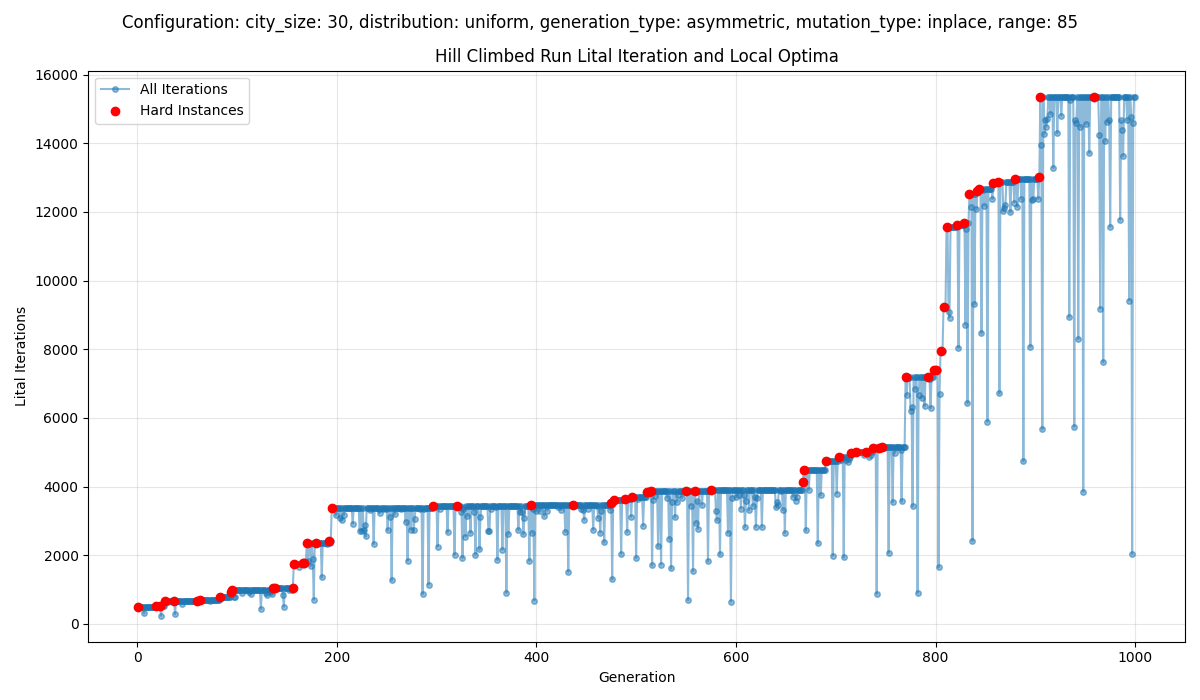 Configuration: city_size: 30, distribution: uniform, generation_type: asymmetric, mutation_type: inplace, range: 85
Hill Climbed Run Lital Iteration and Local Optima
All Iterations
Hard Instances
16000
14000
12000
10000
8000
6000
4000
2000
0
Lital Iterations
0 200 400 600 800 1000
Generation